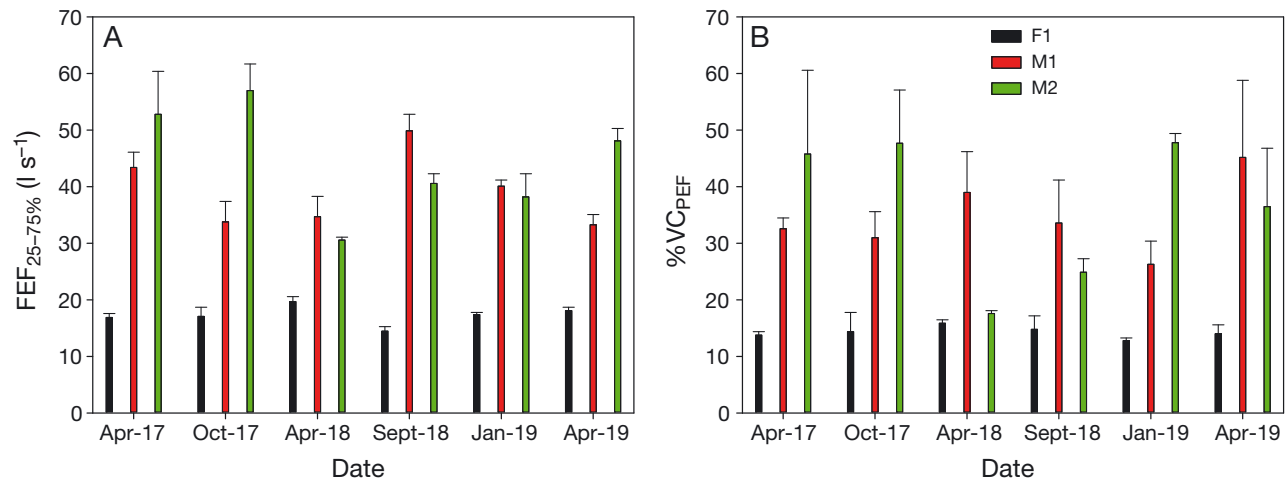 A
FEF25–75% (l s–1)
70
60
50
40
30
20
10
0
Apr-17 Oct-17 Apr-18 Sept-18 Jan-19 Apr-19
Date
B
F1
M1
M2
%VCPEF
70
60
50
40
30
20
10
0
Apr-17 Oct-17 Apr-18 Sept-18 Jan-19 Apr-19
Date